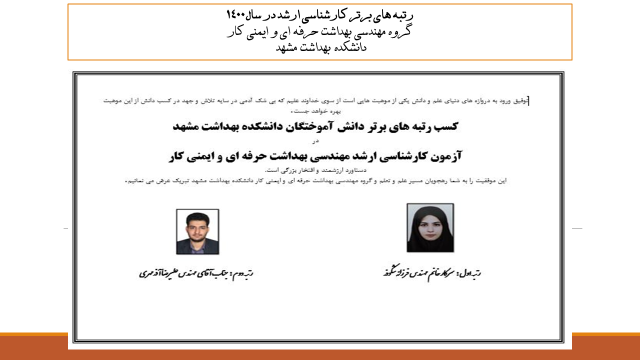 رتبه های برتر کارشناسی ارشد در سال ۱۴۰۰
گروه مهندسی بهداشت حرفه ای و ایمنی کار
دانشکده بهداشت مشهد
توفیق ورود به دروازه های دنیای علم و دانش یکی از موهبت هایی است از سوی خداوند علیم که بی شک آدمی در سایه تلاش و جهد در کسب دانش از این موهبت
بهره خواهد جست.
کسب رتبه های برتر دانش آموختگان دانشکده بهداشت مشهد
در
آزمون کارشناسی ارشد مهندسی بهداشت حرفه ای و ایمنی کار
دستاورد ارزشمند و افتخار بزرگی است.
این موفقیت را به شما رهجویان مسیر علم و تعلم و گروه مهندسی بهداشت حرفه ای و ایمنی کار دانشکده بهداشت مشهد تبریک عرض می نمائیم.
رتبه اول: سرکار خانم مهندس فرزانه
رتبه دوم: جناب آقای مهندس علیرضا آذرمهری